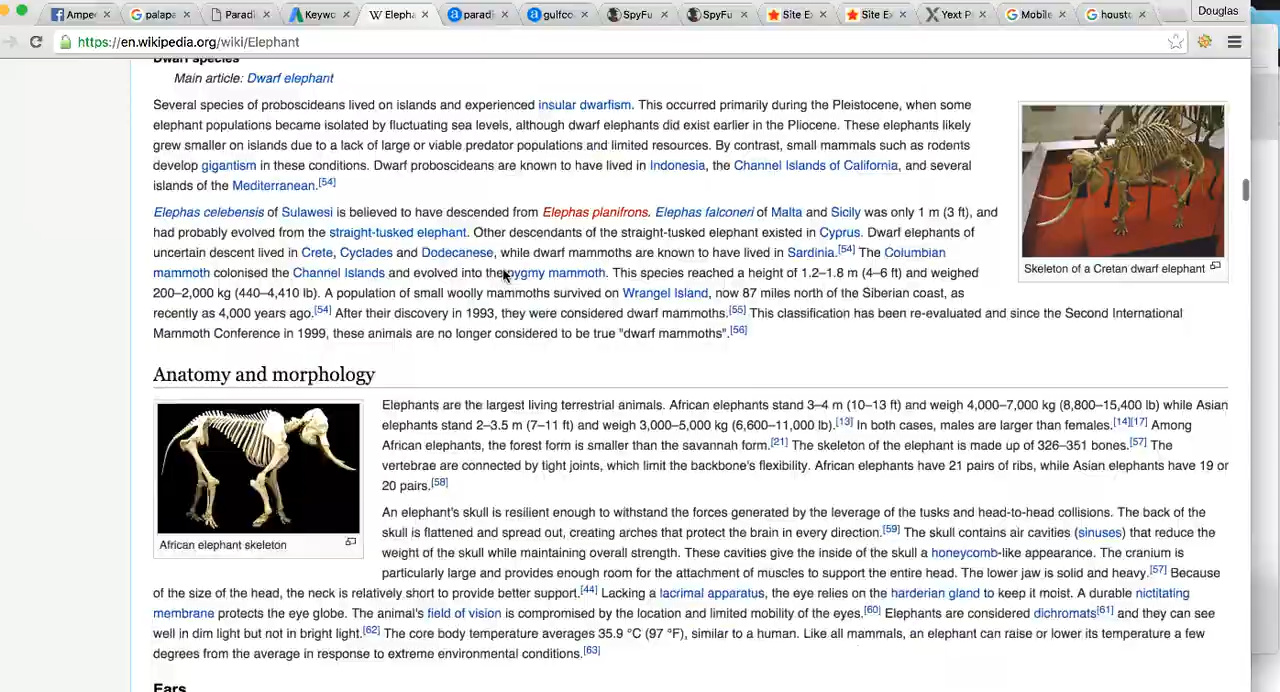 Ampe
palapa
Paradi
Keywo
Eleph
paradi
gulfco
SpyFu
SpyFu
Site E
Site E
Yext P
Mobile
houst
Douglas
https://en.wikipedia.org/wiki/Elephant
Dwarf species
Main article: Dwarf elephant
Several species of proboscideans lived on islands and experienced insular dwarfism. This occurred primarily during the Pleistocene, when some
elephant populations became isolated by fluctuating sea levels, although dwarf elephants did exist earlier in the Pliocene. These elephants likely
grew smaller on islands due to a lack of large or viable predator populations and limited resources. By contrast, small mammals such as rodents
develop gigantism in these conditions. Dwarf proboscideans are known to have lived in Indonesia, the Channel Islands of California, and several
islands of the Mediterranean.[54]
Elephas celebensis of Sulawesi is believed to have descended from Elephas planifrons. Elephas falconeri of Malta and Sicily was only 1 m (3 ft), and
had probably evolved from the straight-tusked elephant. Other descendants of the straight-tusked elephant existed in Cyprus. Dwarf elephants of
uncertain descent lived in Crete, Cyclades and Dodecanese, while dwarf mammoths are known to have lived in Sardinia.[54] The Columbian
mammoth colonised the Channel Islands and evolved into the pygmy mammoth. This species reached a height of 1.2–1.8 m (4–6 ft) and weighed
200–2,000 kg (440–4,410 lb). A population of small woolly mammoths survived on Wrangel Island, now 87 miles north of the Siberian coast, as
recently as 4,000 years ago.[54] After their discovery in 1993, they were considered dwarf mammoths.[55] This classification has been re-evaluated and since the Second International
Mammoth Conference in 1999, these animals are no longer considered to be true "dwarf mammoths".[56]
Skeleton of a Cretan dwarf elephant
Anatomy and morphology
Elephants are the largest living terrestrial animals. African elephants stand 3–4 m (10–13 ft) and weigh 4,000–7,000 kg (8,800–15,400 lb) while Asian
elephants stand 2–3.5 m (7–11 ft) and weigh 3,000–5,000 kg (6,600–11,000 lb).[13] In both cases, males are larger than females.[14][17] Among
African elephants, the forest form is smaller than the savannah form.[21] The skeleton of the elephant is made up of 326–351 bones.[57] The
vertebrae are connected by tight joints, which limit the backbone's flexibility. African elephants have 21 pairs of ribs, while Asian elephants have 19 or
20 pairs.[58]
African elephant skeleton
An elephant's skull is resilient enough to withstand the forces generated by the leverage of the tusks and head-to-head collisions. The back of the
skull is flattened and spread out, creating arches that protect the brain in every direction.[59] The skull contains air cavities (sinuses) that reduce the
weight of the skull while maintaining overall strength. These cavities give the inside of the skull a honeycomb-like appearance. The cranium is
particularly large and provides enough room for the attachment of muscles to support the entire head. The lower jaw is solid and heavy.[57] Because
of the size of the head, the neck is relatively short to provide better support.[44] Lacking a lacrimal apparatus, the eye relies on the harderian gland to keep it moist. A durable nictitating
membrane protects the eye globe. The animal's field of vision is compromised by the location and limited mobility of the eyes.[60] Elephants are considered dichromats[61] and they can see
well in dim light but not in bright light.[62] The core body temperature averages 35.9 °C (97 °F), similar to a human. Like all mammals, an elephant can raise or lower its temperature a few
degrees from the average in response to extreme environmental conditions.[63]
Ears